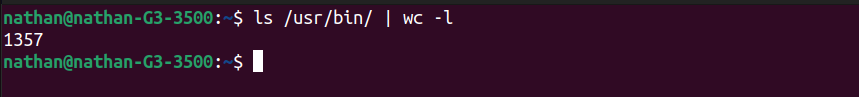 nathan@nathan-G3-3500:~$ ls /usr/bin/ | wc -l
1357
nathan@nathan-G3-3500:~$